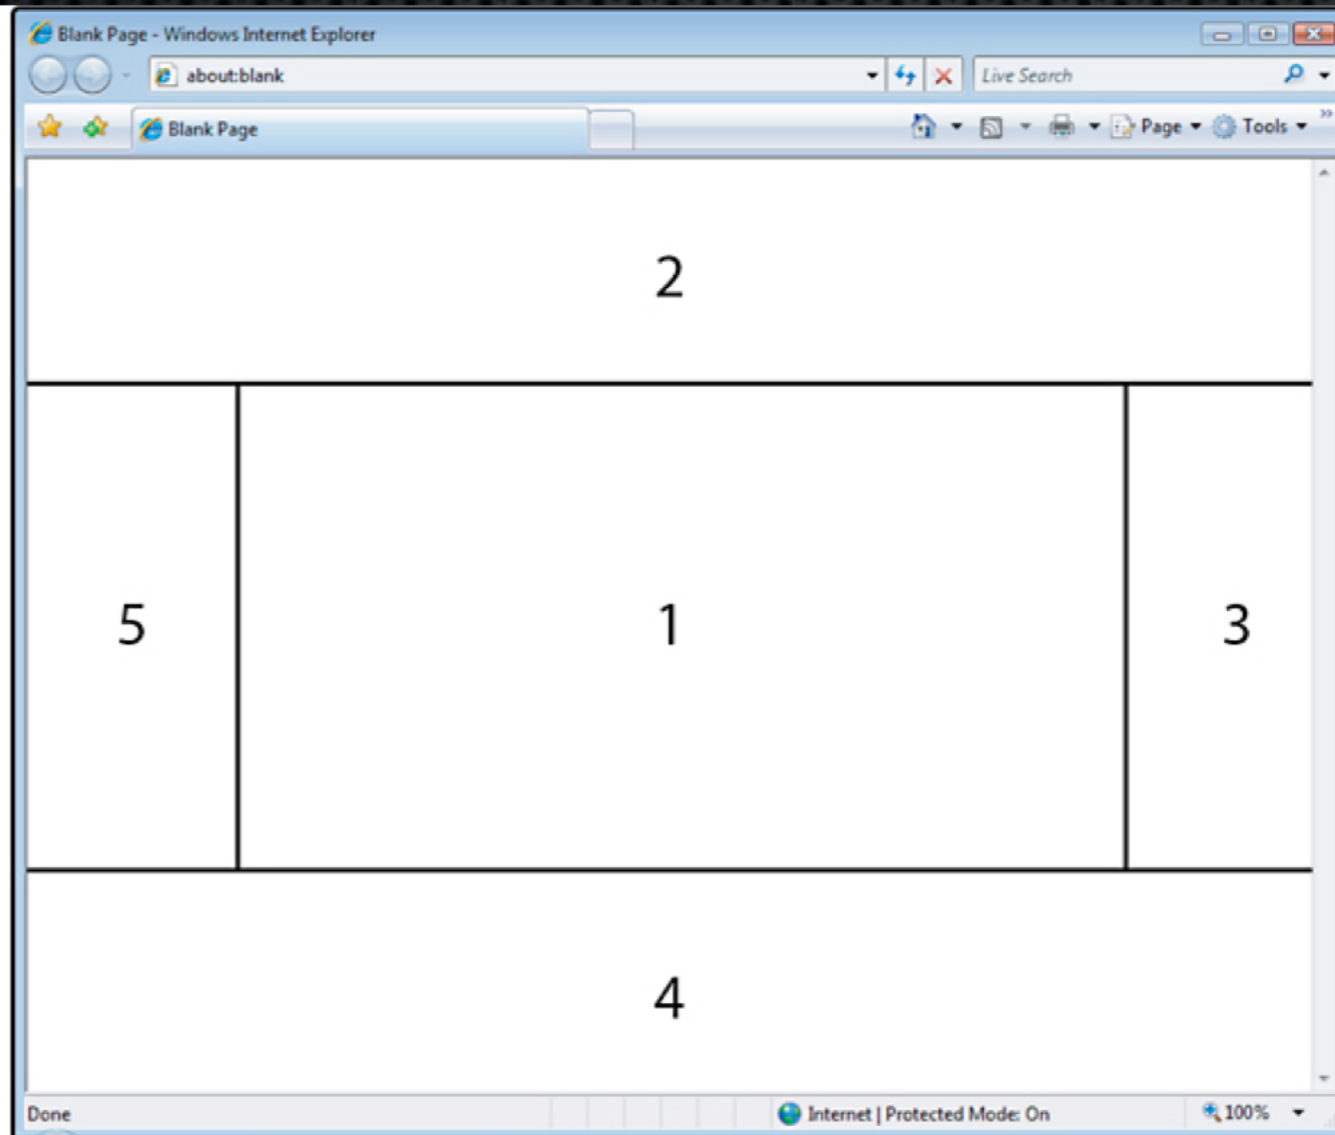 Blank Page - Windows Internet Explorer
about:blank
Live Search
Blank Page
Page
Tools
2
5 1 3
4
Done
Internet | Protected Mode: On
100%